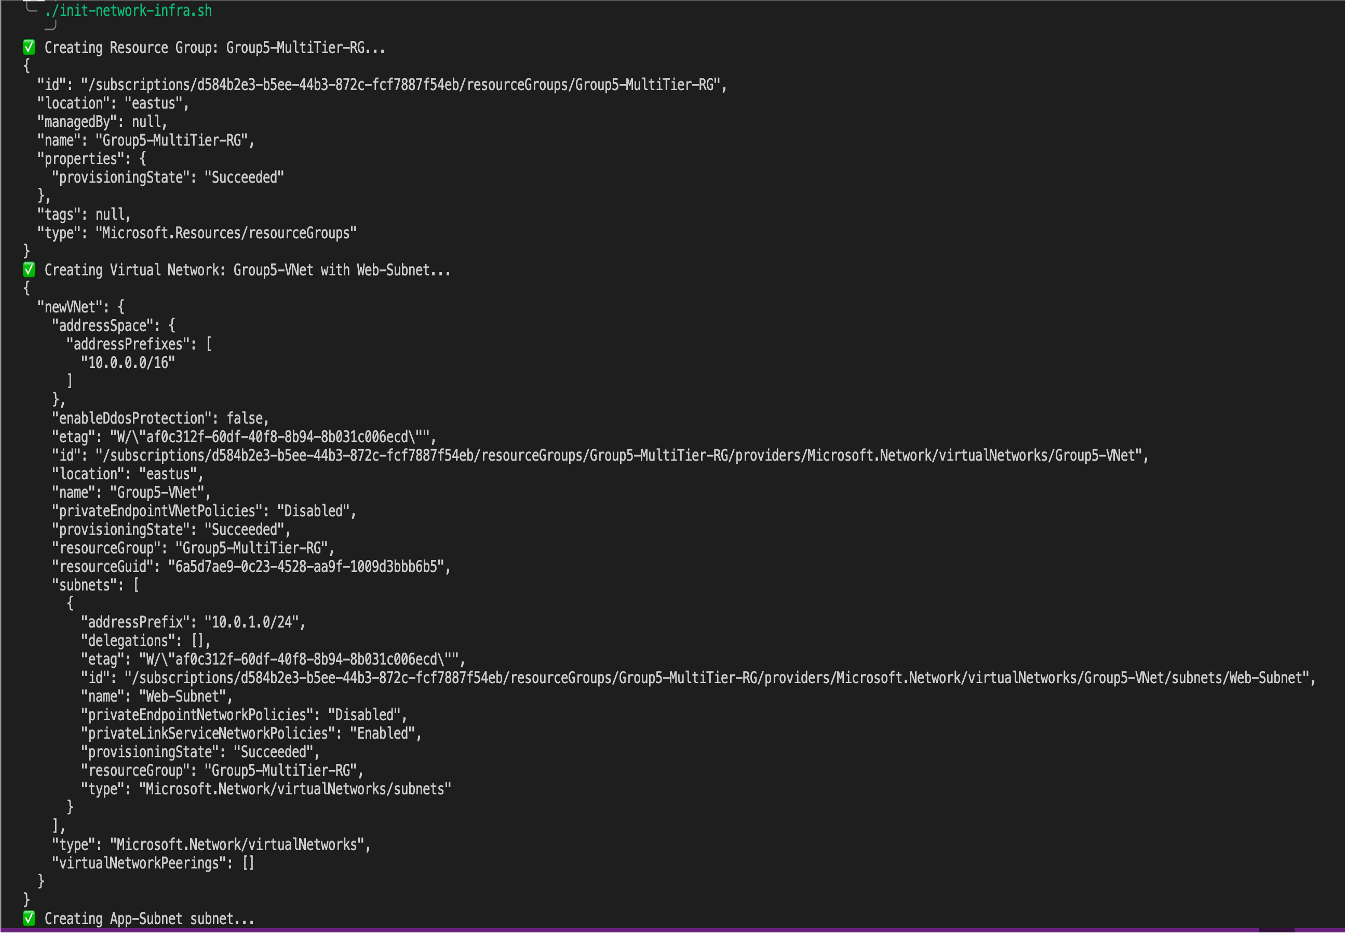 ./init-network-infra.sh
✅ Creating Resource Group: Group5-MultiTier-RG...
{
  "id": "/subscriptions/d584b2e3-b5ee-44b3-872c-fcf7887f54eb/resourceGroups/Group5-MultiTier-RG",
  "location": "eastus",
  "managedBy": null,
  "name": "Group5-MultiTier-RG",
  "properties": {
    "provisioningState": "Succeeded"
  },
  "tags": null,
  "type": "Microsoft.Resources/resourceGroups"
}
✅ Creating Virtual Network: Group5-VNet with Web-Subnet...
{
  "newVNet": {
    "addressSpace": {
      "addressPrefixes": [
        "10.0.0.0/16"
      ]
    },
    "enableDdosProtection": false,
    "etag": "W/\"af0c312f-60df-40f8-8b94-8b031c006ecd\"",
    "id": "/subscriptions/d584b2e3-b5ee-44b3-872c-fcf7887f54eb/resourceGroups/Group5-MultiTier-RG/providers/Microsoft.Network/virtualNetworks/Group5-VNet",
    "location": "eastus",
    "name": "Group5-VNet",
    "privateEndpointVNetPolicies": "Disabled",
    "provisioningState": "Succeeded",
    "resourceGroup": "Group5-MultiTier-RG",
    "resourceGuid": "6a5d7ae9-0c23-4528-aa9f-1009d3bbb6b5",
    "subnets": [
      {
        "addressPrefix": "10.0.1.0/24",
        "delegations": [],
        "etag": "W/\"af0c312f-60df-40f8-8b94-8b031c006ecd\"",
        "id": "/subscriptions/d584b2e3-b5ee-44b3-872c-fcf7887f54eb/resourceGroups/Group5-MultiTier-RG/providers/Microsoft.Network/virtualNetworks/Group5-VNet/subnets/Web-Subnet",
        "name": "Web-Subnet",
        "privateEndpointNetworkPolicies": "Disabled",
        "privateLinkServiceNetworkPolicies": "Enabled",
        "provisioningState": "Succeeded",
        "resourceGroup": "Group5-MultiTier-RG",
        "type": "Microsoft.Network/virtualNetworks/subnets"
      }
    ],
    "type": "Microsoft.Network/virtualNetworks",
    "virtualNetworkPeerings": []
  }
}
✅ Creating App-Subnet subnet...